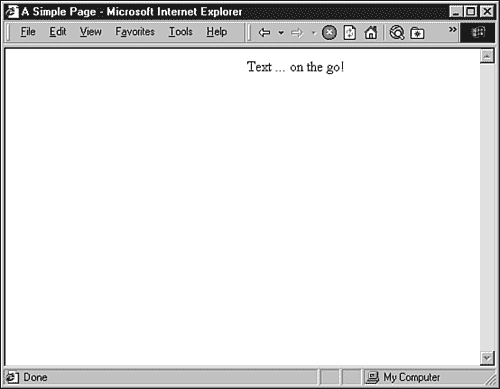 A Simple Page - Microsoft Internet Explorer
File Edit View Favorites Tools Help »
Text ... on the go!
Done My Computer